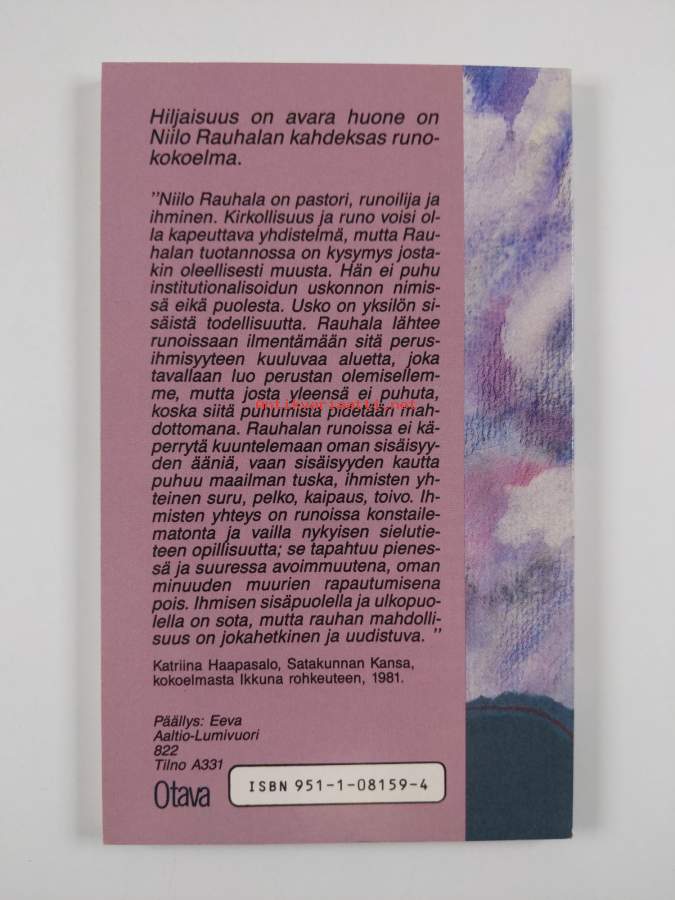 Hiljaisuus on avara huone on
Niilo Rauhalan kahdeksas runo-
kokoelma.
"Niilo Rauhala on pastori, runoilija ja
ihminen. Kirkollisuus ja runo voisi ol-
la kapeuttava yhdistelmä, mutta Rau-
halan tuotannossa on kysymys josta-
kin oleellisesti muusta. Hän ei puhu
institutionalisoidun uskonnon nimis-
sä eikä puolesta. Usko on yksilön si-
säistä todellisuutta. Rauhala lähtee
runoissaan ilmentämään sitä perus-
ihmisyyteen kuuluvaa aluetta, joka
tavallaan luo perustan olemisellem-
me, mutta josta yleensä ei puhuta,
koska siitä puhumista pidetään mah-
dottomana. Rauhalan runoissa ei kä-
perrytä kuuntelemaan oman sisäisyy-
den ääniä, vaan sisäisyyden kautta
puhuu maailman tuska, ihmisten yh-
teinen suru, pelko, kaipaus, toivo. Ih-
misten yhteys on runoissa konstaile-
matonta ja vailla nykyisen sielutie-
teen opillisuutta; se tapahtuu pienes-
sä ja suuressa avoimmuutena, oman
minuuden muurien rapautumisena
pois. Ihmisen sisäpuolella ja ulkopuo-
lella on sota, mutta rauhan mahdolli-
suus on jokahetkinen ja uudistuva. "
Katriina Haapasalo, Satakunnan Kansa,
kokoelmasta Ikkuna rohkeuteen, 1981.
Päällys: Eeva
Aaltio-Lumivuori
822
Tilno A331
Otava
ISBN 951-1-08159-4